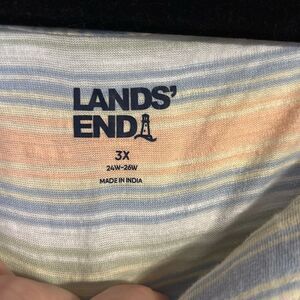 LANDS'
END
3X
24W-26W
MADE IN INDIA